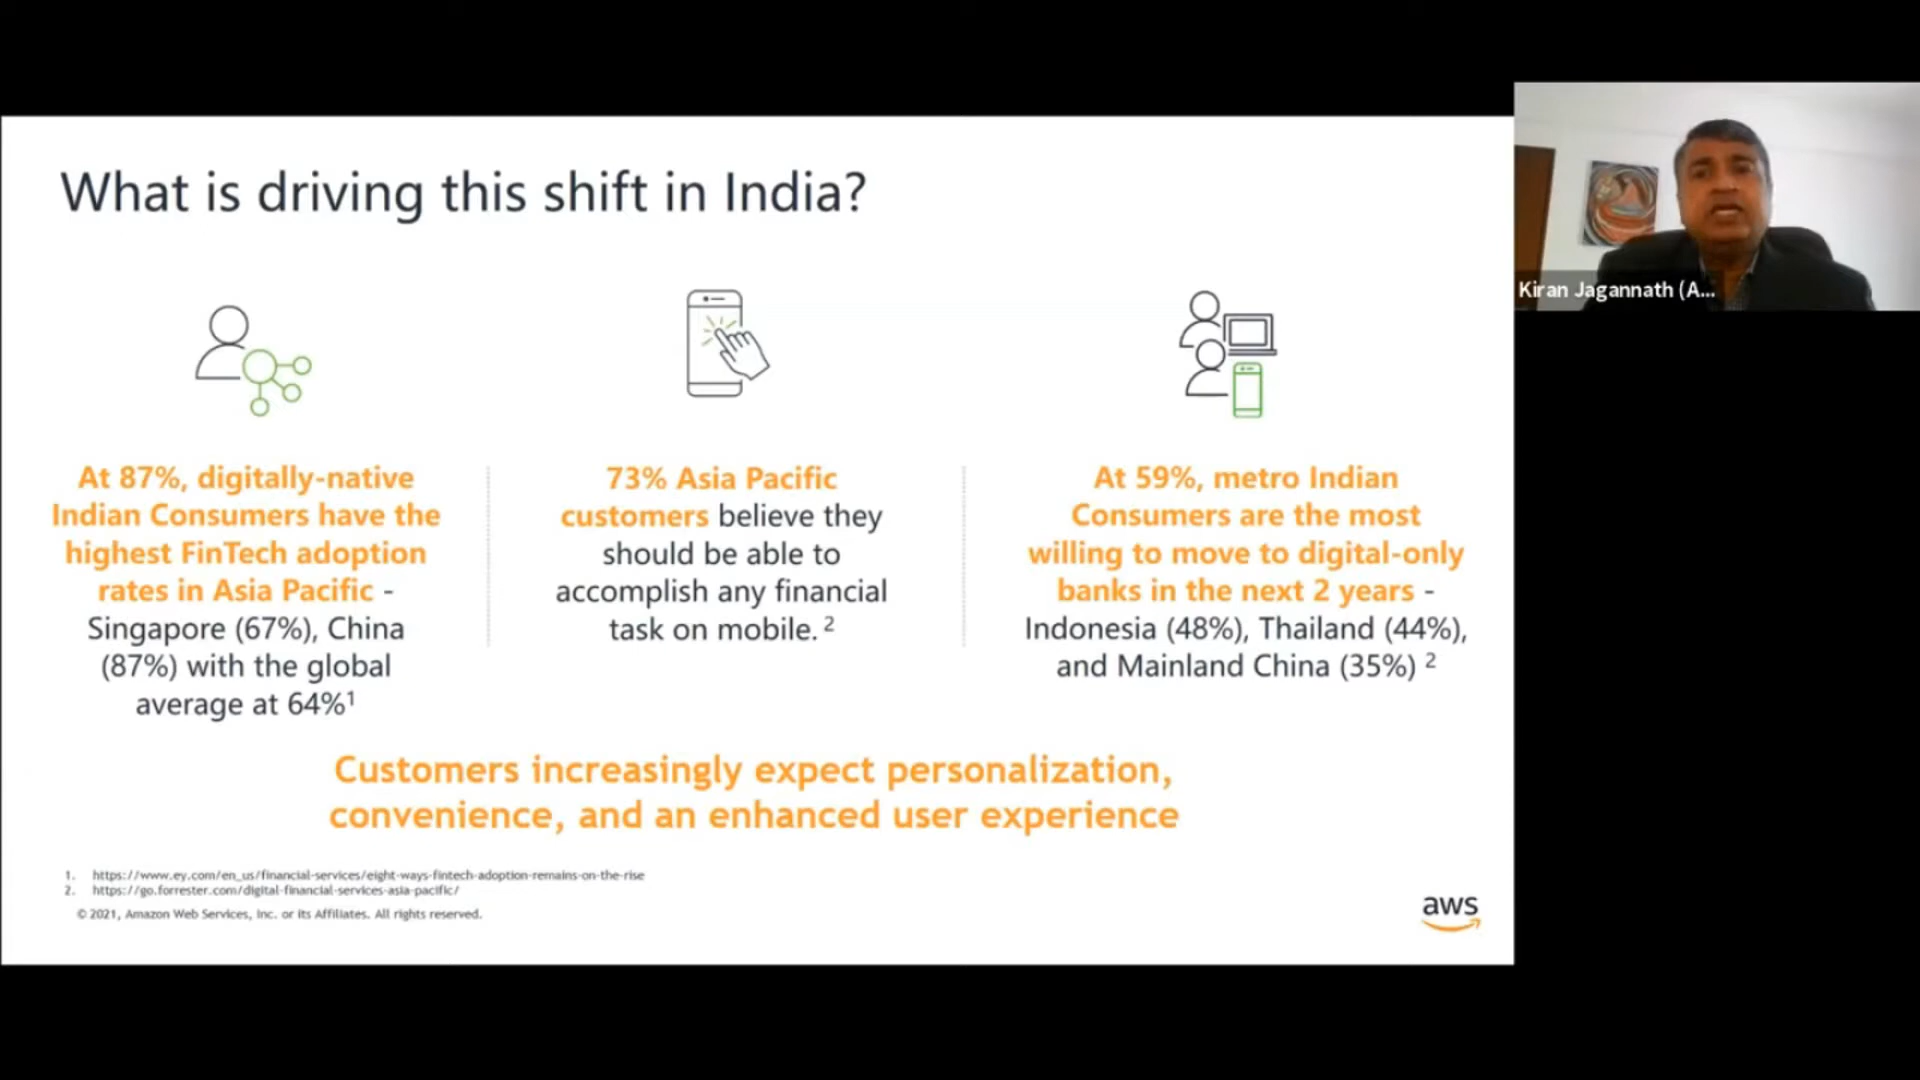 What is driving this shift in India?
Kiran Jagannath (A...
At 87%, digitally-native
Indian Consumers have the
highest FinTech adoption
rates in Asia Pacific -
Singapore (67%), China
(87%) with the global
average at 64%¹
73% Asia Pacific
customers believe they
should be able to
accomplish any financial
task on mobile. ²
At 59%, metro Indian
Consumers are the most
willing to move to digital-only
banks in the next 2 years -
Indonesia (48%), Thailand (44%),
and Mainland China (35%) ²
Customers increasingly expect personalization,
convenience, and an enhanced user experience
1. https://www.ey.com/en_us/financial-services/eight-ways-fintech-adoption-remains-on-the-rise
2. https://go.forrester.com/digital-financial-services-asia-pacific/
© 2021, Amazon Web Services, Inc. or its Affiliates. All rights reserved.
aws